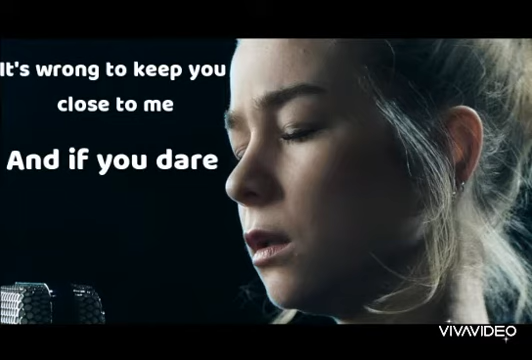 It's wrong to keep you
close to me
And if you dare
VIVAVIDEO